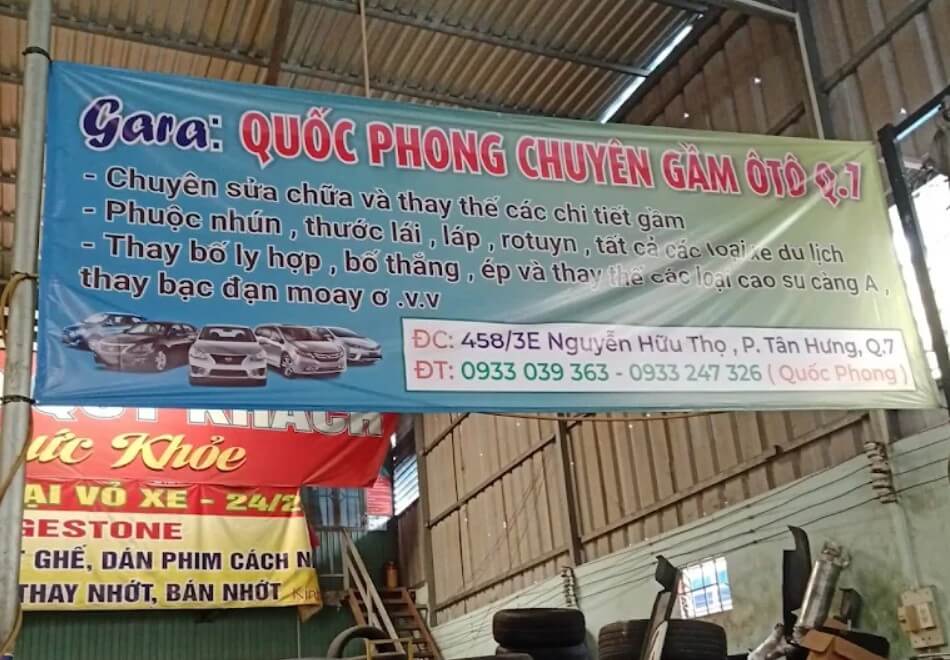 Gara: QUỐC PHONG CHUYÊN GẦM ÔTÔ Q.7
- Chuyên sửa chữa và thay thế các chi tiết gầm
- Phuộc nhún , thước lái , láp , rotuyn , tất cả các loại xe du lịch
- Thay bố ly hợp , bố thắng , ép và thay thế các loại cao su càng A ,
thay bạc đạn moay ơ .v.v
ĐC: 458/3E Nguyễn Hữu Thọ , P. Tân Hưng, Q.7
ĐT: 0933 039 363 - 0933 247 326 ( Quốc Phong )
QUÝ KHÁCH
ức Khỏe
ẠI VỎ XE - 24/2
GESTONE
GHẾ, DÁN PHIM CÁCH N
THAY NHỚT, BÁN NHỚT